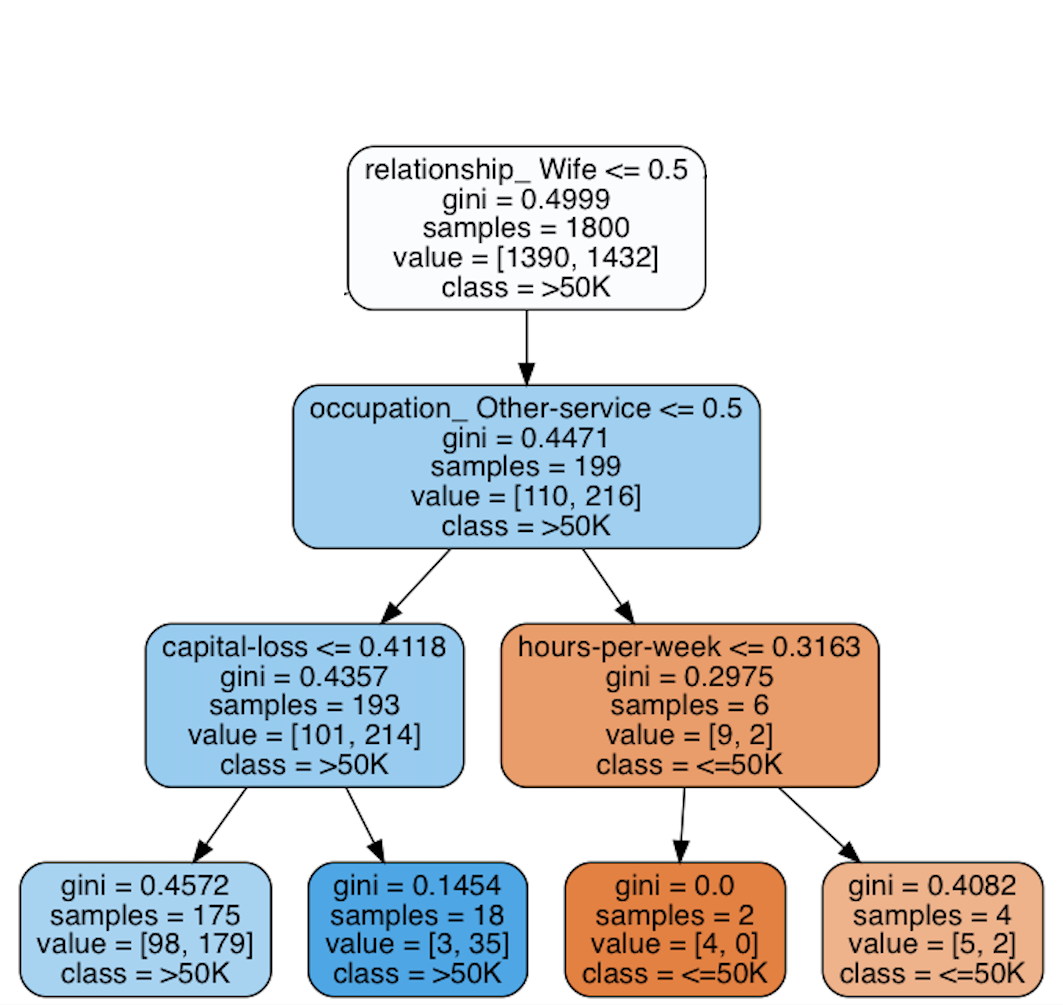 relationship_ Wife <= 0.5
gini = 0.4999
samples = 1800
value = [1390, 1432]
class = >50K
occupation_ Other-service <= 0.5
gini = 0.4471
samples = 199
value = [110, 216]
class = >50K
capital-loss <= 0.4118
gini = 0.4357
samples = 193
value = [101, 214]
class = >50K
hours-per-week <= 0.3163
gini = 0.2975
samples = 6
value = [9, 2]
class = <=50K
gini = 0.4572
samples = 175
value = [98, 179]
class = >50K
gini = 0.1454
samples = 18
value = [3, 35]
class = >50K
gini = 0.0
samples = 2
value = [4, 0]
class = <=50K
gini = 0.4082
samples = 4
value = [5, 2]
class = <=50K